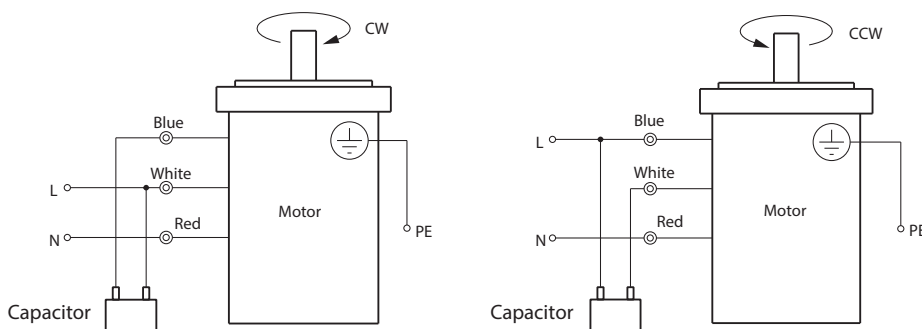 CW
Blue
White
L
Red
N
Motor
PE
Capacitor
CCW
Blue
L
White
Red
N
Motor
PE
Capacitor